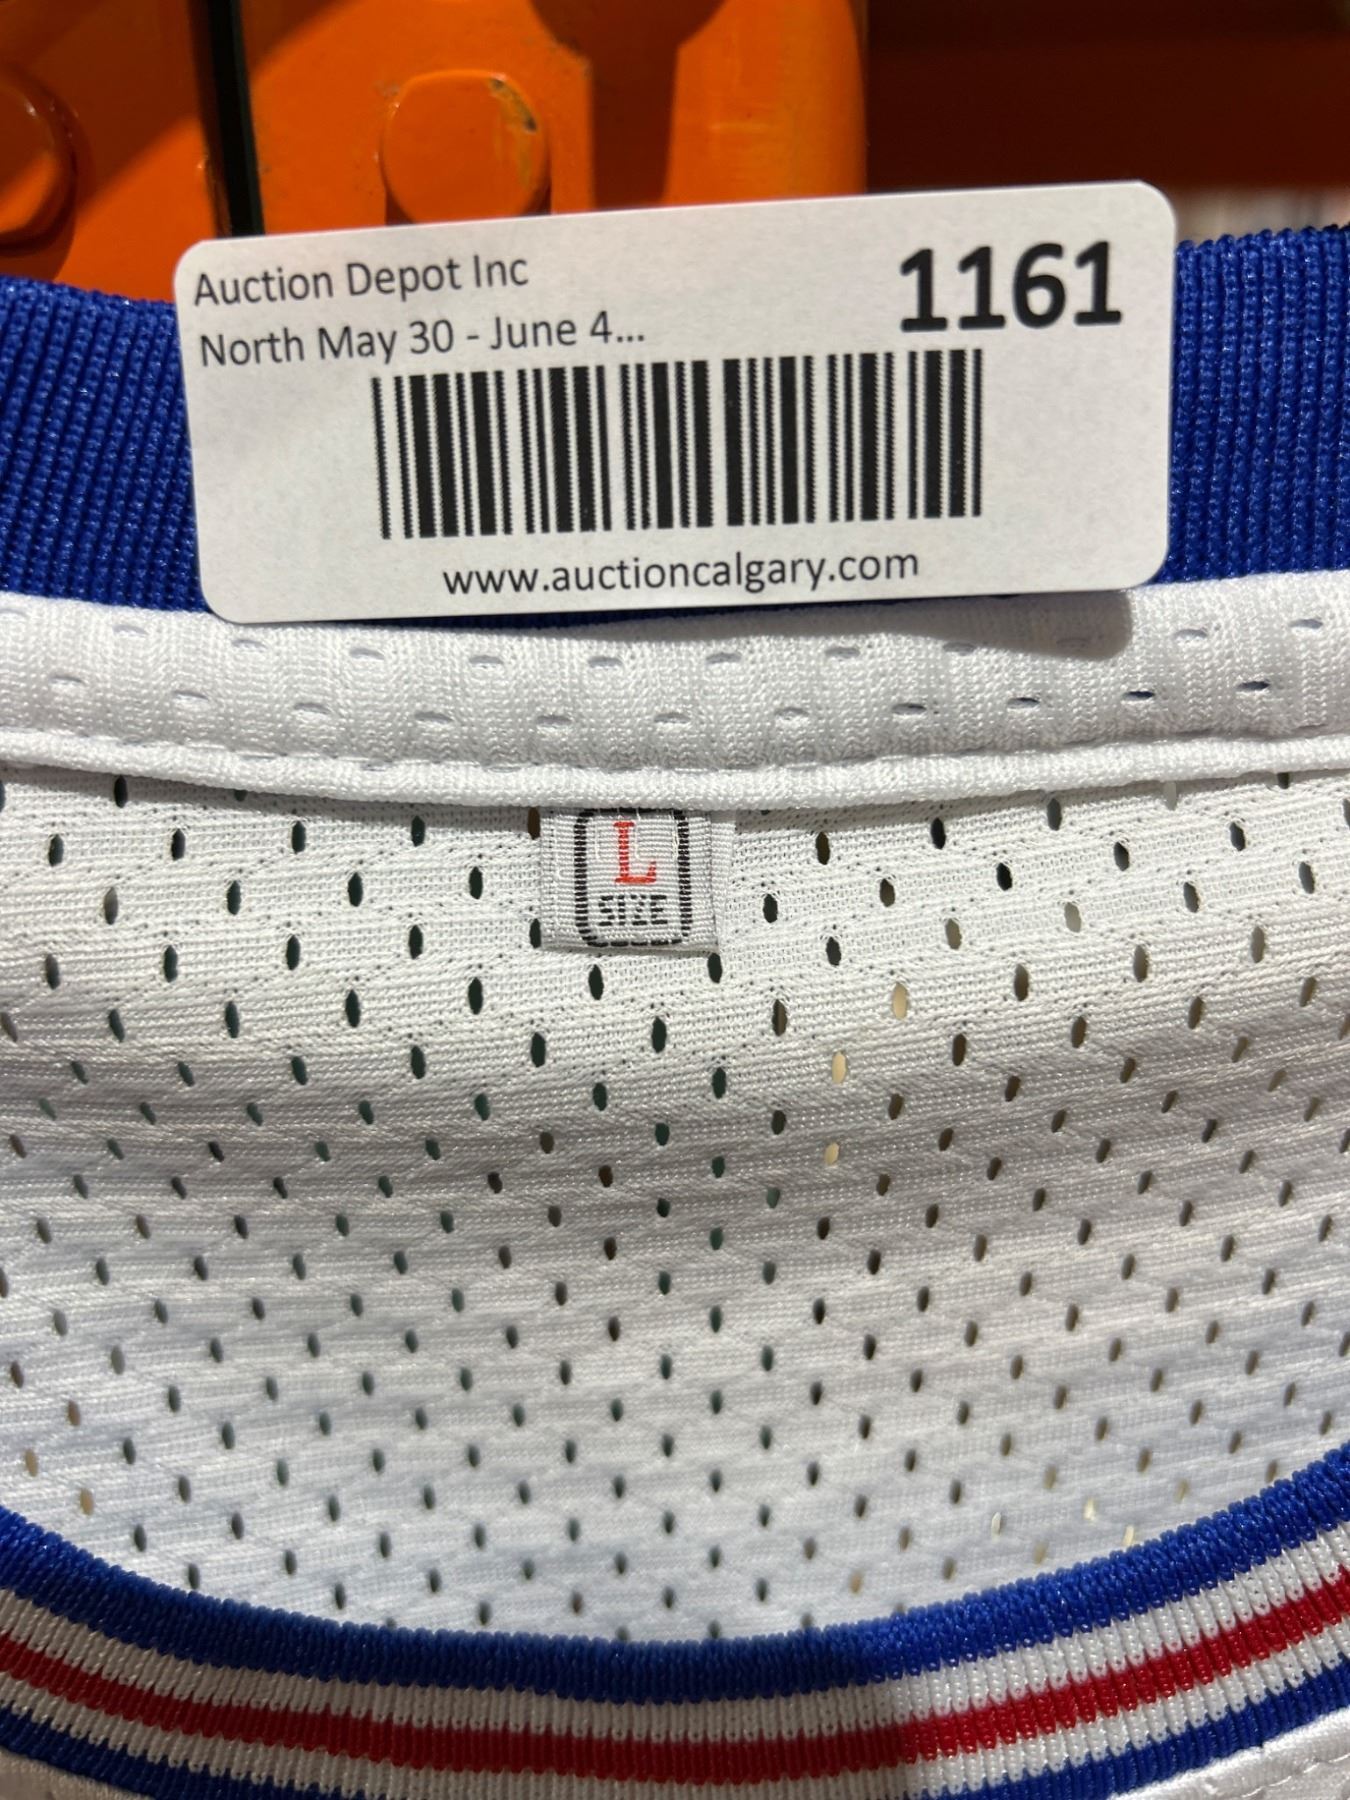 Auction Depot Inc
1161
North May 30 - June 4...
www.auctioncalgary.com
L
SIZE